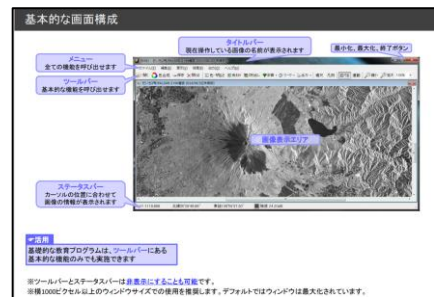 基本的な画面構成
タイトルバー
現在操作している画像の名前が表示されます
最小化、最大化、終了ボタン
メニュー
全ての機能を呼び出せます
ツールバー
基本的な機能を呼び出せます
画像表示エリア
ステータスバー
カーソルの位置に合わせて
画像の情報が表示されます
☞活用
基礎的な教育プログラムは、ツールバーにある
基本的な機能のみでも実施できます
※ツールバーとステータスバーは非表示にすることも可能です。
※横1000ピクセル以上のウィンドウサイズでの使用を推奨します。デフォルトではウィンドウは最大化されています。